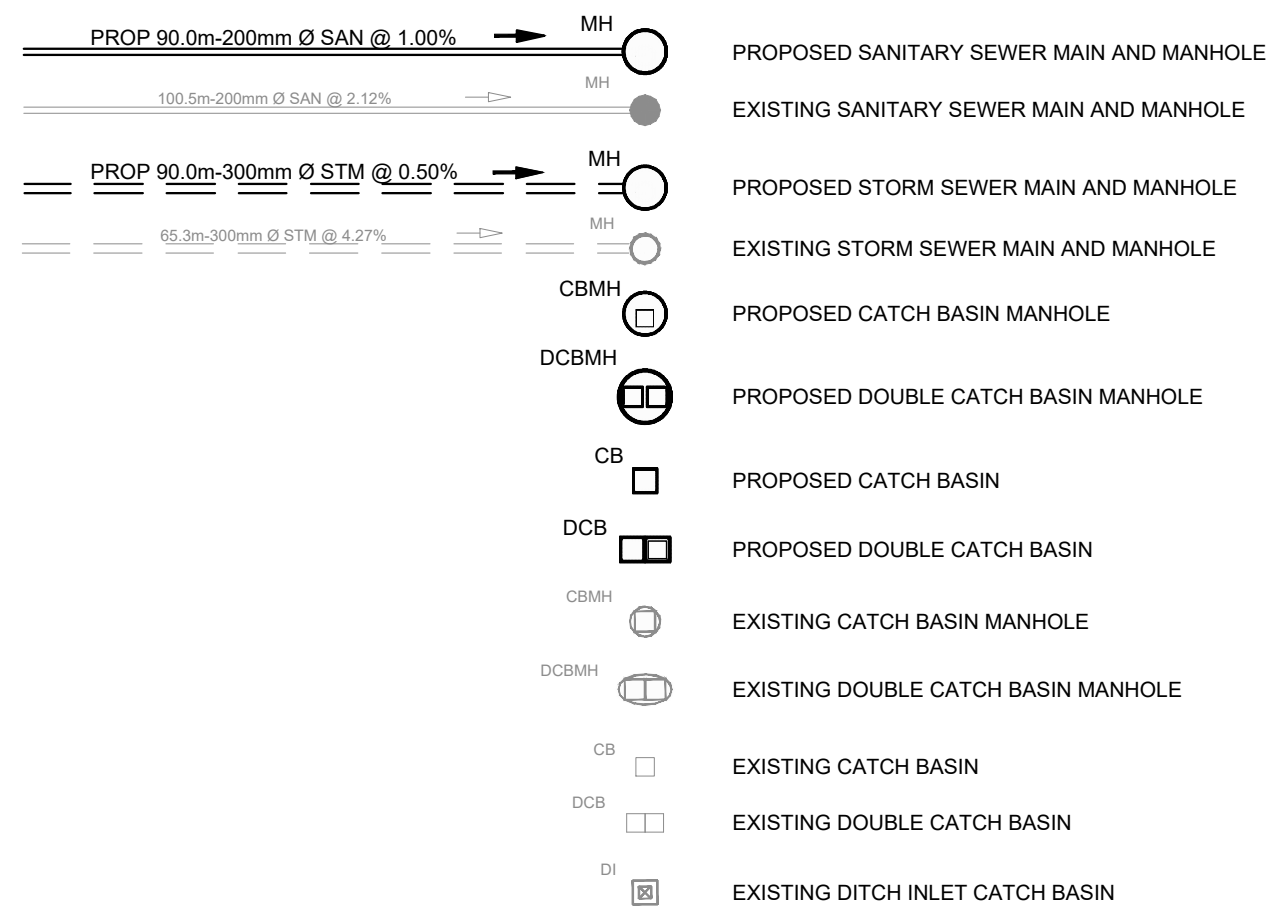 MH
PROP 90.0m-200mm Ø SAN @ 1.00%
PROPOSED SANITARY SEWER MAIN AND MANHOLE
MH
100.5m-200mm Ø SAN @ 2.12%
EXISTING SANITARY SEWER MAIN AND MANHOLE
MH
PROP 90.0m-300mm Ø STM @ 0.50%
PROPOSED STORM SEWER MAIN AND MANHOLE
MH
65.3m-300mm Ø STM @ 4.27%
EXISTING STORM SEWER MAIN AND MANHOLE
CBMH
PROPOSED CATCH BASIN MANHOLE
DCBMH
PROPOSED DOUBLE CATCH BASIN MANHOLE
CB
PROPOSED CATCH BASIN
DCB
PROPOSED DOUBLE CATCH BASIN
CBMH
EXISTING CATCH BASIN MANHOLE
DCBMH
EXISTING DOUBLE CATCH BASIN MANHOLE
CB
EXISTING CATCH BASIN
DCB
EXISTING DOUBLE CATCH BASIN
DI
EXISTING DITCH INLET CATCH BASIN